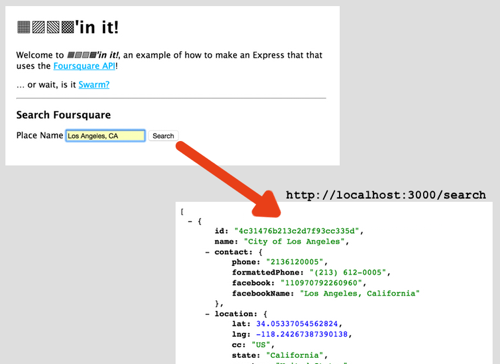 ▦▨▧▩'in it!
Welcome to ▦▨▧▩'in it!, an example of how to make an Express that that
uses the Foursquare API!
... or wait, is it Swarm?
Search Foursquare
Place Name Los Angeles, CA Search
http://localhost:3000/search
[
- {
id: "4c31476b213c2d7f93cc335d",
name: "City of Los Angeles",
- contact: {
phone: "2136120005",
formattedPhone: "(213) 612-0005",
facebook: "110970792260960",
facebookName: "Los Angeles, California"
},
- location: {
lat: 34.05337054562824,
lng: -118.24267387390138,
cc: "US",
state: "California",